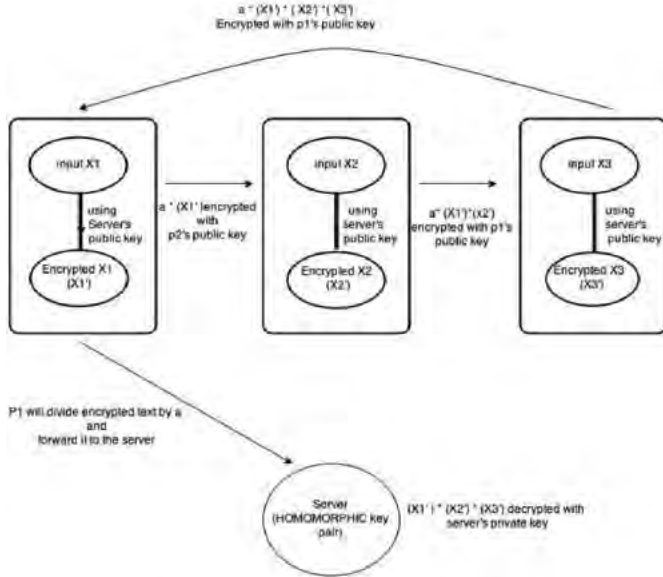 a * (X1') * ( X2') *( X3')
Encrypted with p1's public key
input X1
input X2
input X3
using
Server's
public key
a * (X1' )encrypted
with
p2's public key
using
server's
public key
a* (X1')*(x2')
encrypted with p1's
public key
using
server's
public key
Encrypted X1
(X1')
Encrypted X2
(X2')
Encrypted X3
(X3')
P1 will divide encrypted text by a
and
forward it to the server
Server
(HOMOMORPHIC key
pair)
(X1' ) * (X2') * (X3') decrypted with
server's private key